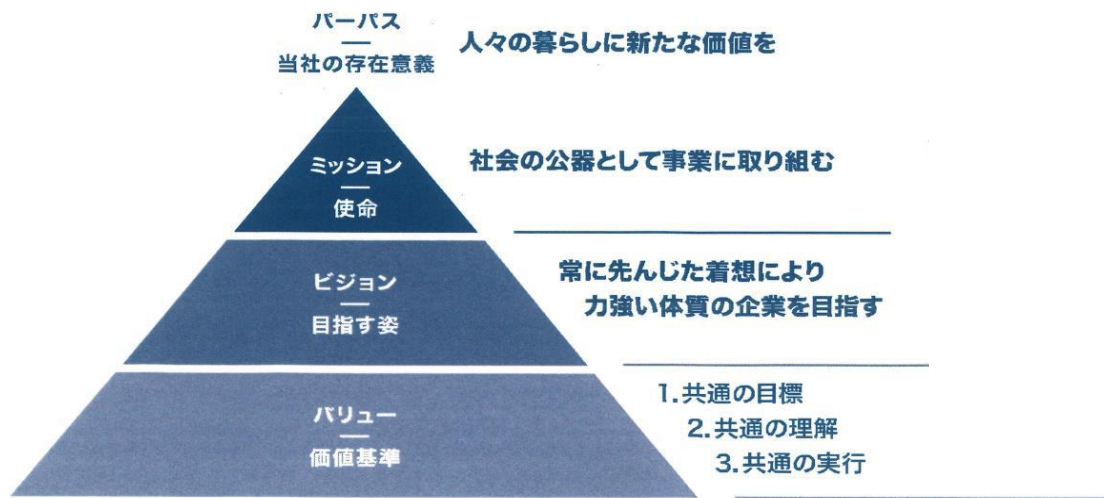 パーパス
当社の存在意義
人々の暮らしに新たな価値を
ミッション
使命
社会の公器として事業に取り組む
ビジョン
目指す姿
常に先んじた着想により
力強い体質の企業を目指す
バリュー
価値基準
1.共通の目標
2.共通の理解
3.共通の実行